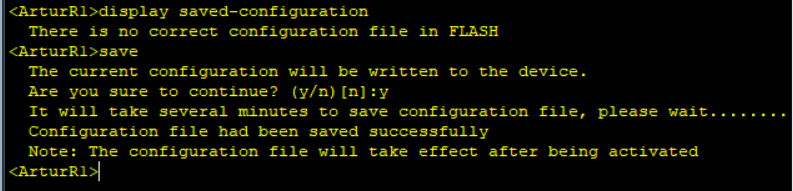 <ArturR1>display saved-configuration
There is no correct configuration file in FLASH
<ArturR1>save
The current configuration will be written to the device.
Are you sure to continue? (y/n)[n]:y
It will take several minutes to save configuration file, please wait........
Configuration file had been saved successfully
Note: The configuration file will take effect after being activated
<ArturR1>